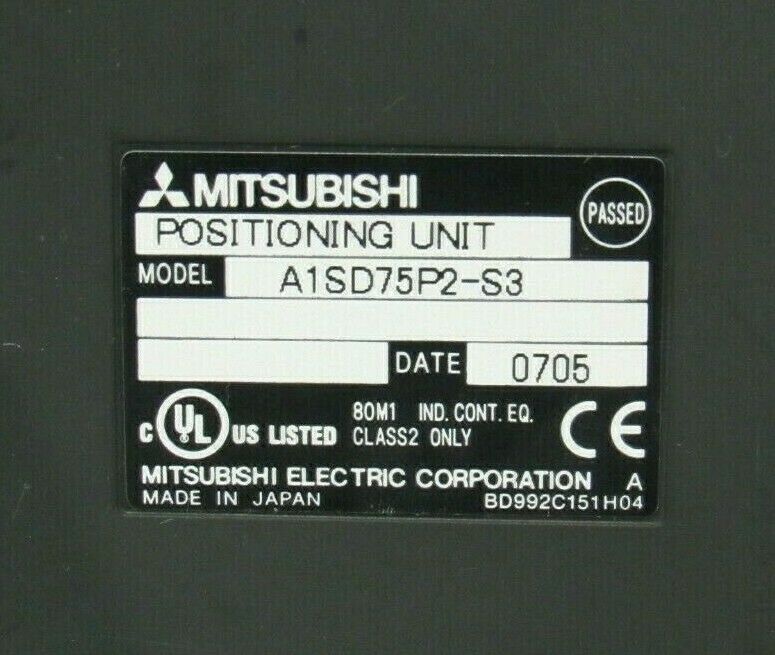 MITSUBISHI
PASSED
POSITIONING UNIT
MODEL A1SD75P2-S3
DATE 0705
C UL US LISTED 80M1 IND. CONT. EQ.
CLASS2 ONLY
CE
MITSUBISHI ELECTRIC CORPORATION A
MADE IN JAPAN BD992C151H04